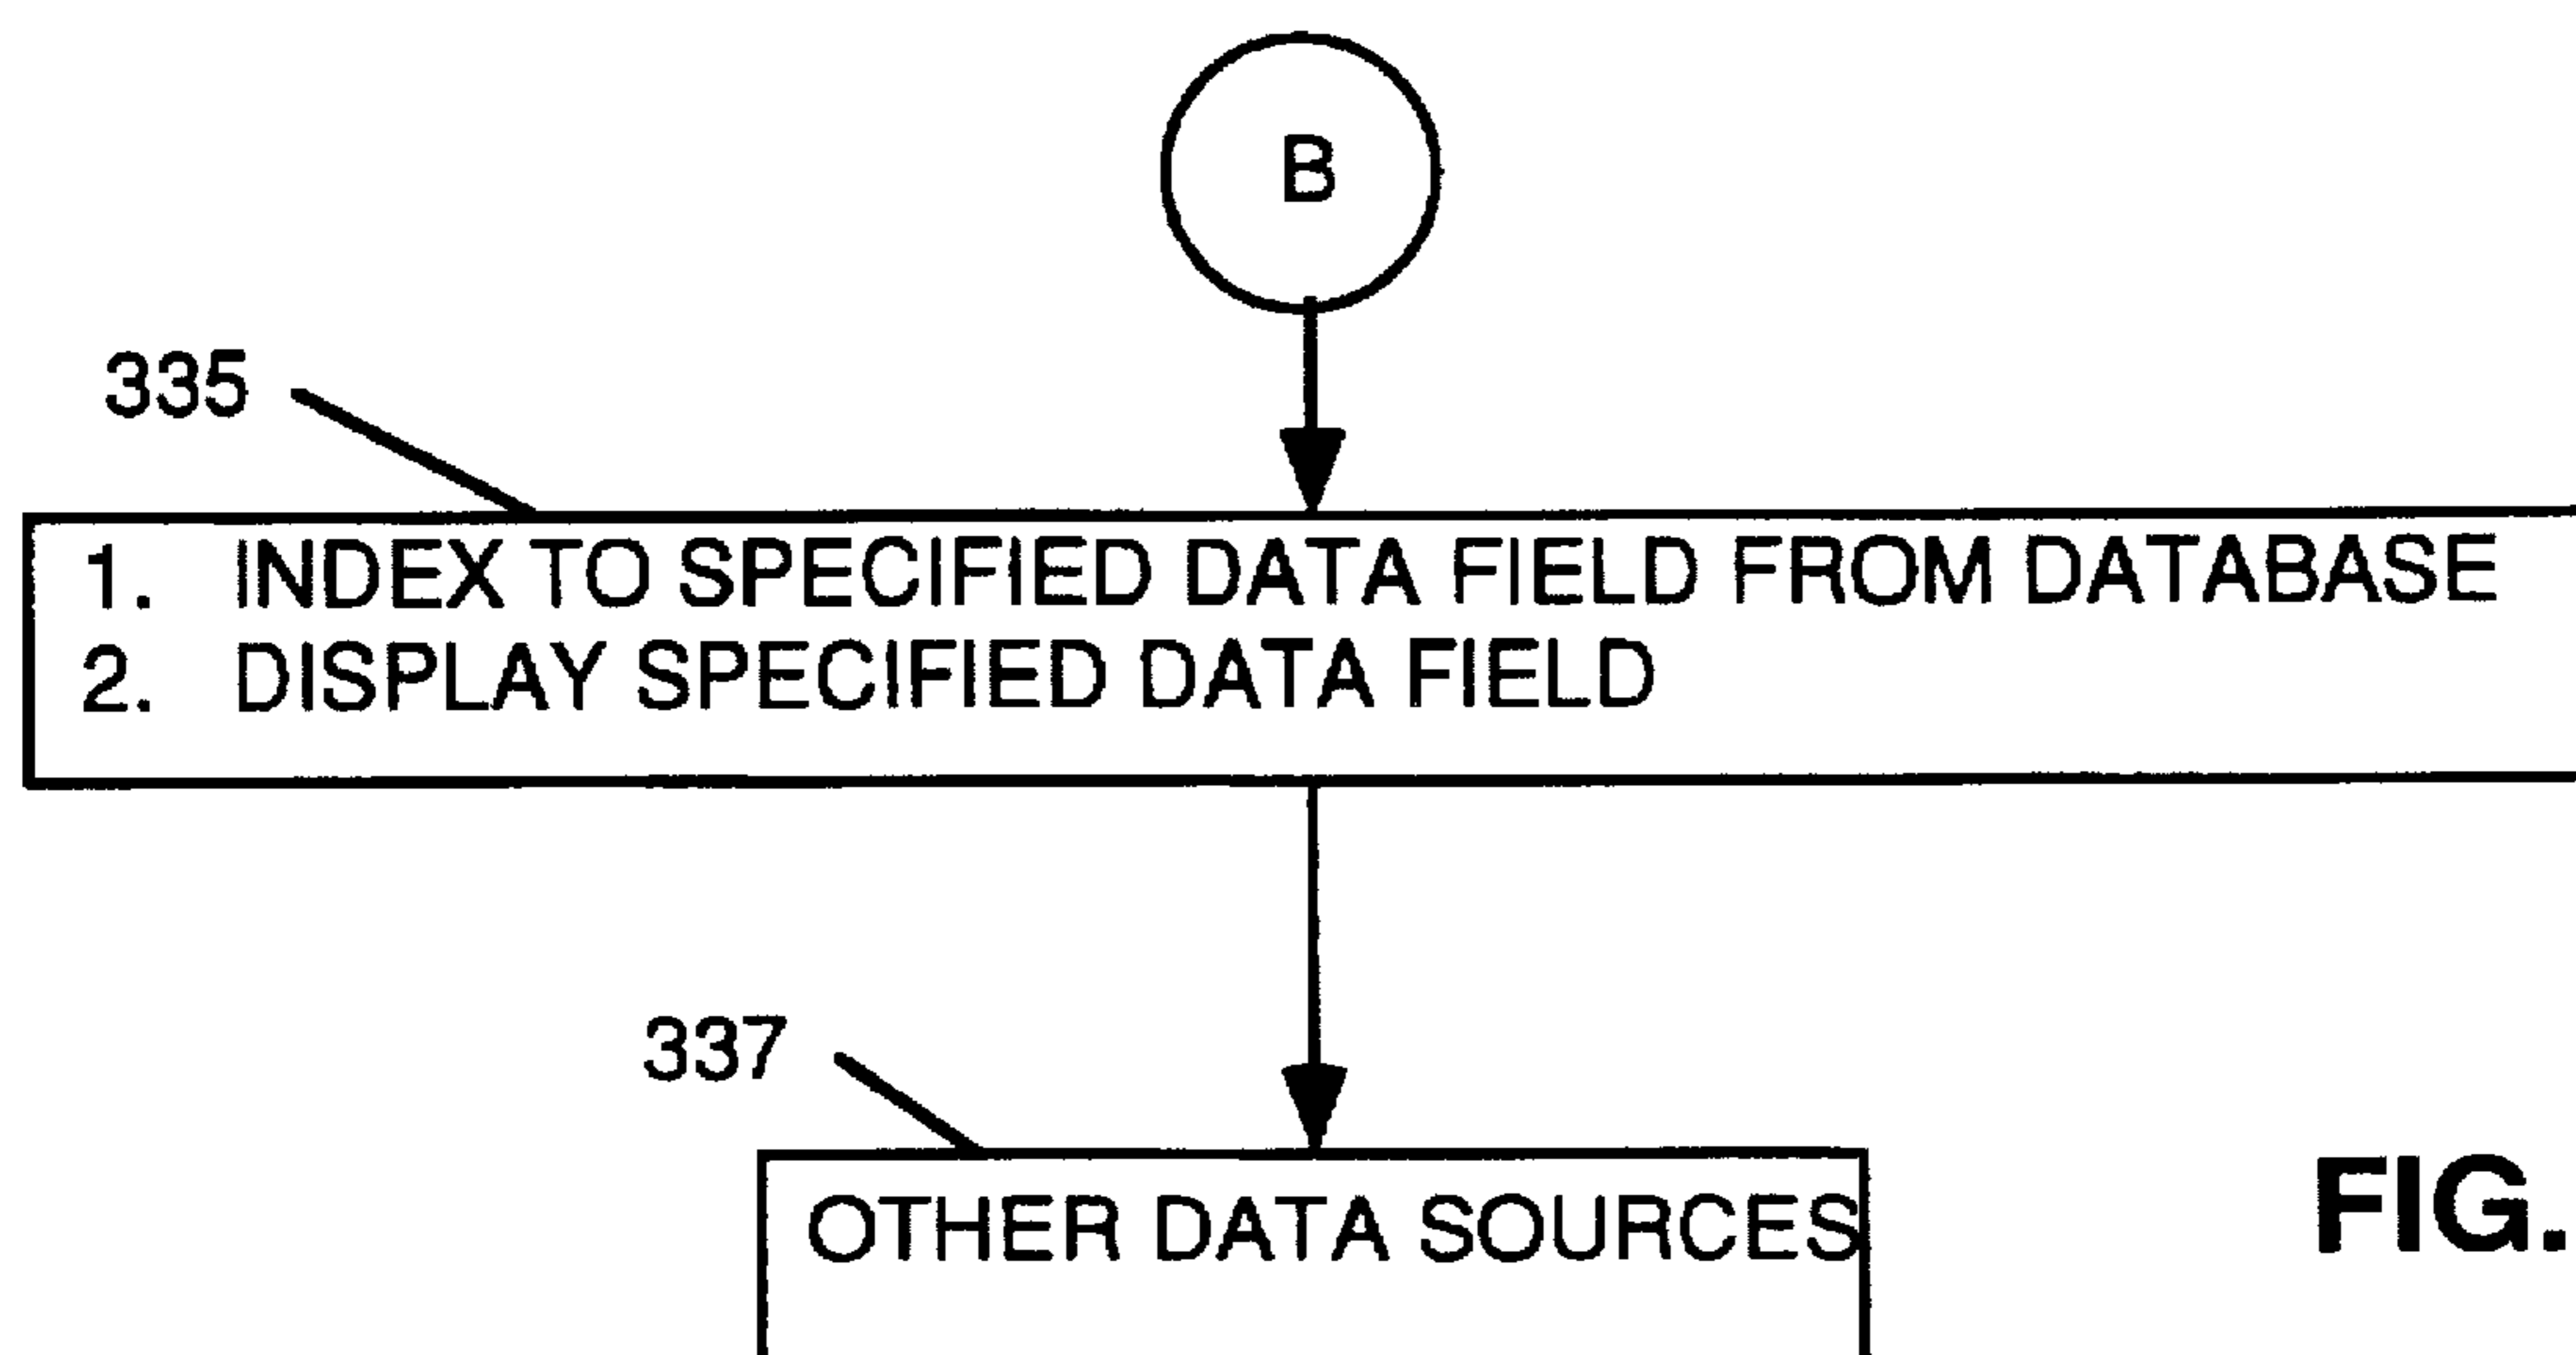 B
335
1. INDEX TO SPECIFIED DATA FIELD FROM DATABASE
2. DISPLAY SPECIFIED DATA FIELD
337
OTHER DATA SOURCES
FIG.